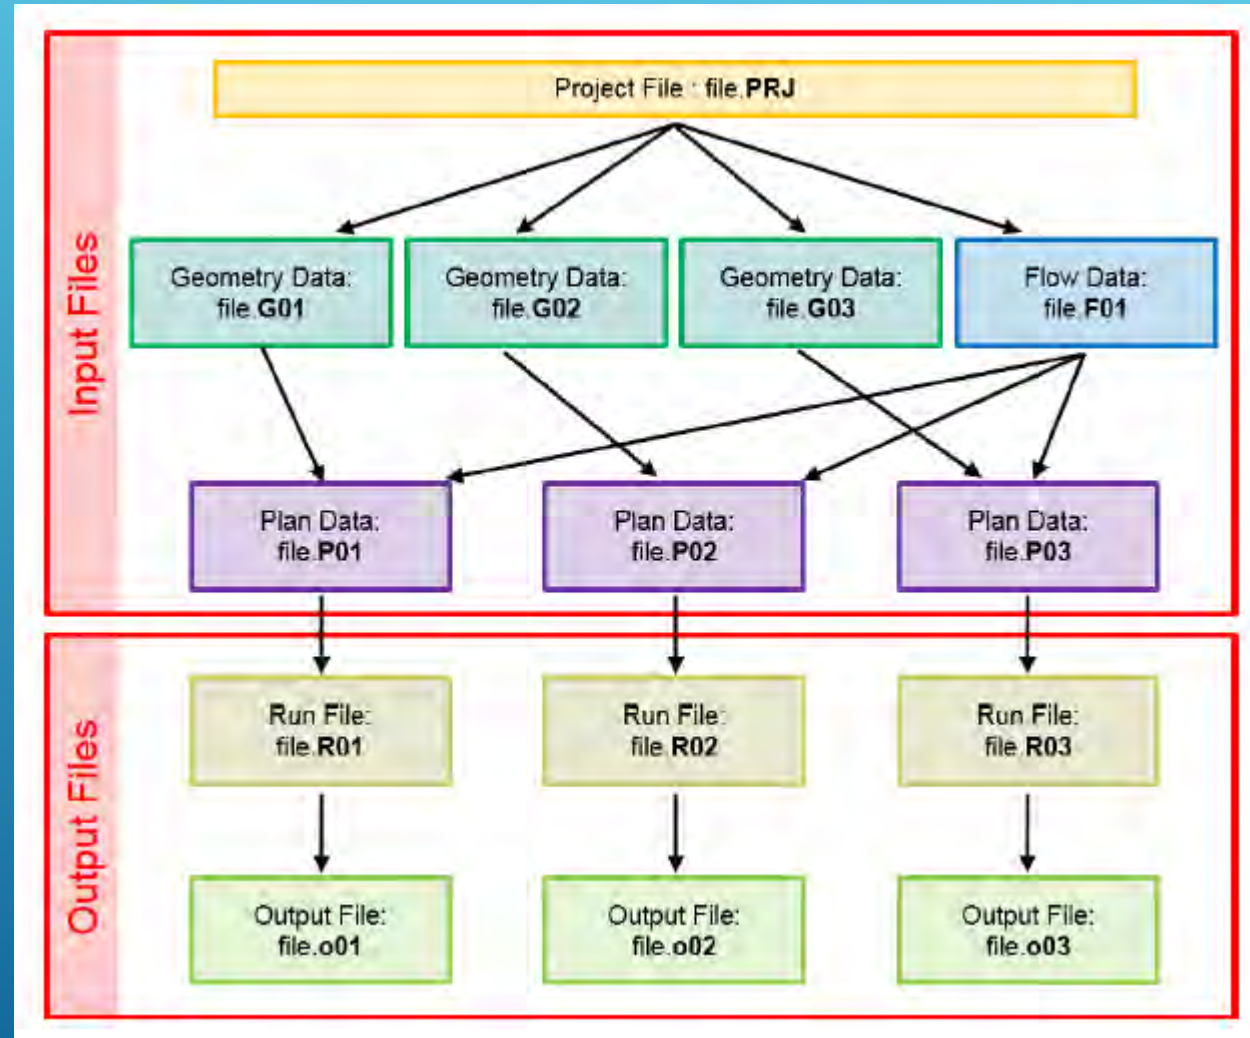 Input Files
Project File : file.PRJ
Geometry Data:
file.G01
Geometry Data:
file.G02
Geometry Data:
file.G03
Flow Data:
file.F01
Plan Data:
file.P01
Plan Data:
file.P02
Plan Data:
file.P03
Output Files
Run File:
file.R01
Run File:
file.R02
Run File:
file.R03
Output File:
file.o01
Output File:
file.o02
Output File:
file.o03